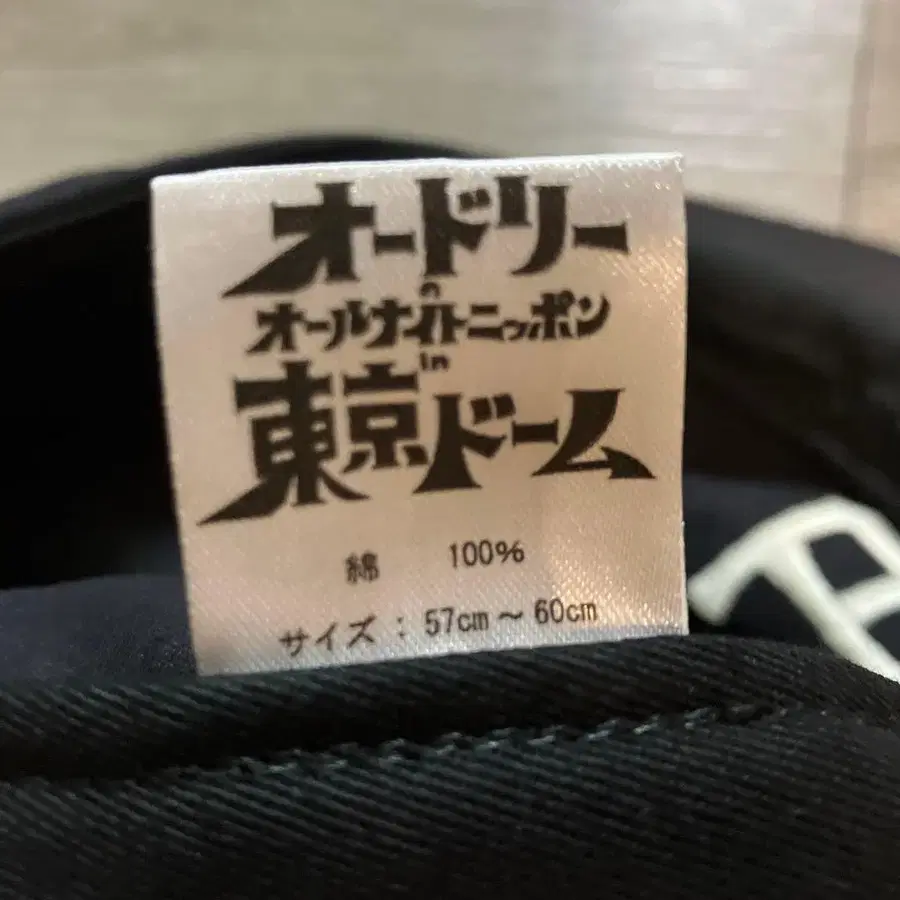 オードリー
の
オールナイトニッポン
in
東京ドーム
綿 100%
サイズ : 57cm～60cm